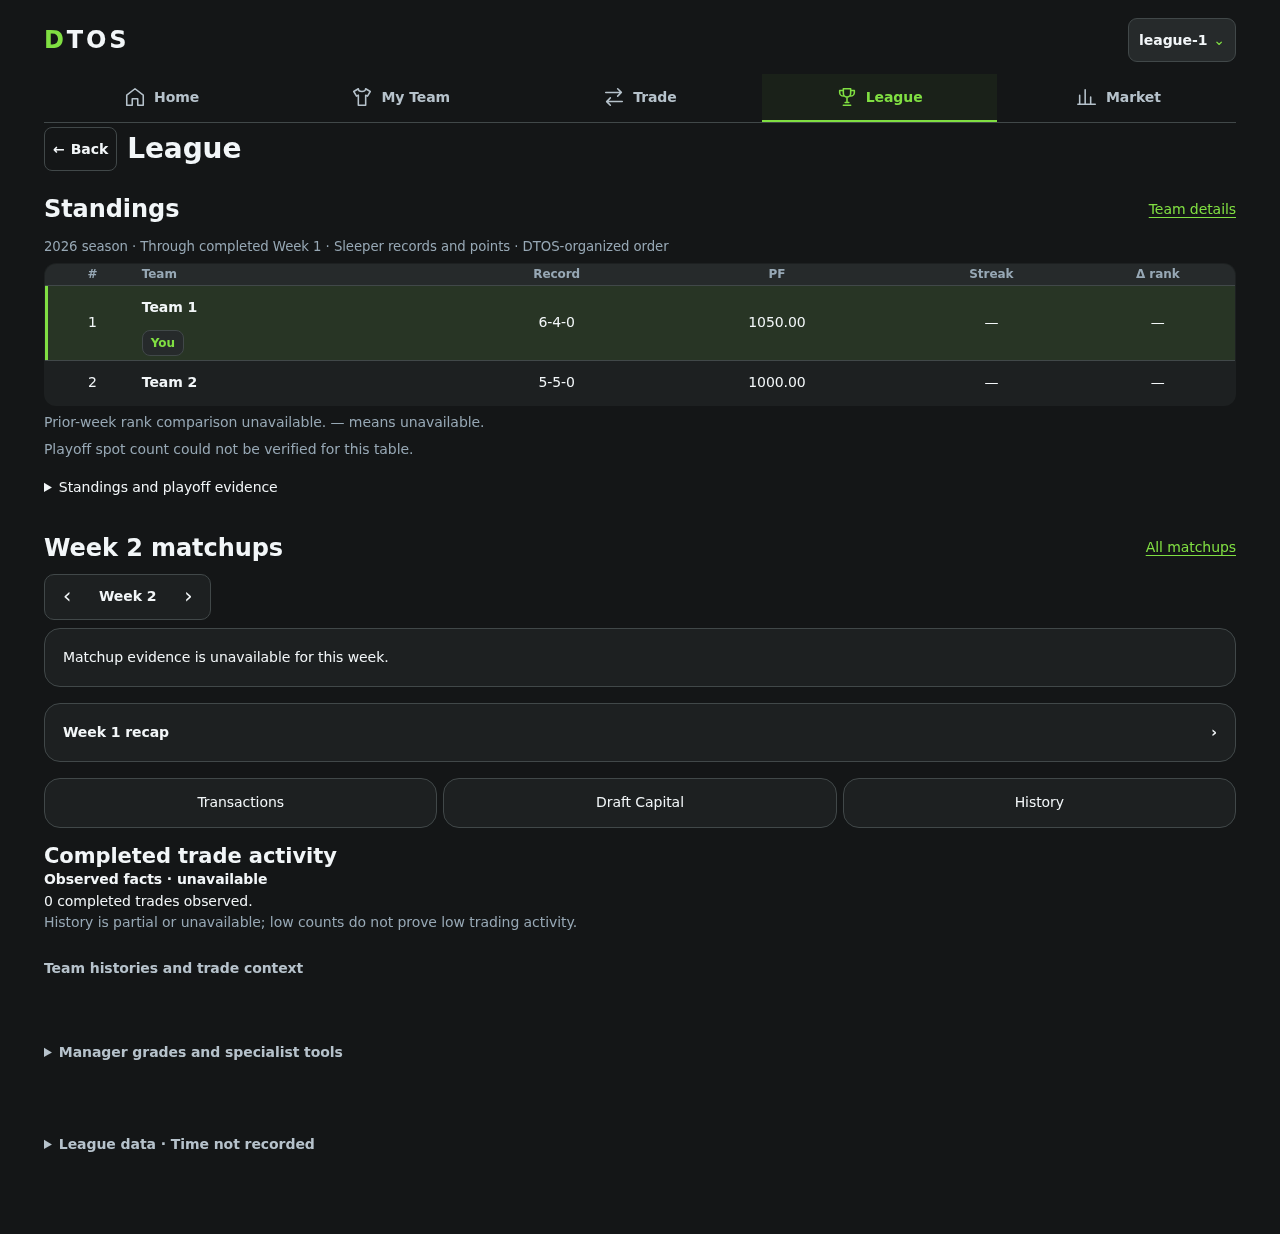 DTOS
league-1 ⌄
Home My Team Trade League Market
← Back League
Standings Team details
2026 season · Through completed Week 1 · Sleeper records and points · DTOS-organized order
# Team Record PF Streak Δ rank
1 Team 1 6-4-0 1050.00 — —
You
2 Team 2 5-5-0 1000.00 — —
Prior-week rank comparison unavailable. — means unavailable.
Playoff spot count could not be verified for this table.
▶ Standings and playoff evidence
Week 2 matchups All matchups
‹ Week 2 ›
Matchup evidence is unavailable for this week.
Week 1 recap ›
Transactions Draft Capital History
Completed trade activity
Observed facts · unavailable
0 completed trades observed.
History is partial or unavailable; low counts do not prove low trading activity.
Team histories and trade context
▶ Manager grades and specialist tools
▶ League data · Time not recorded